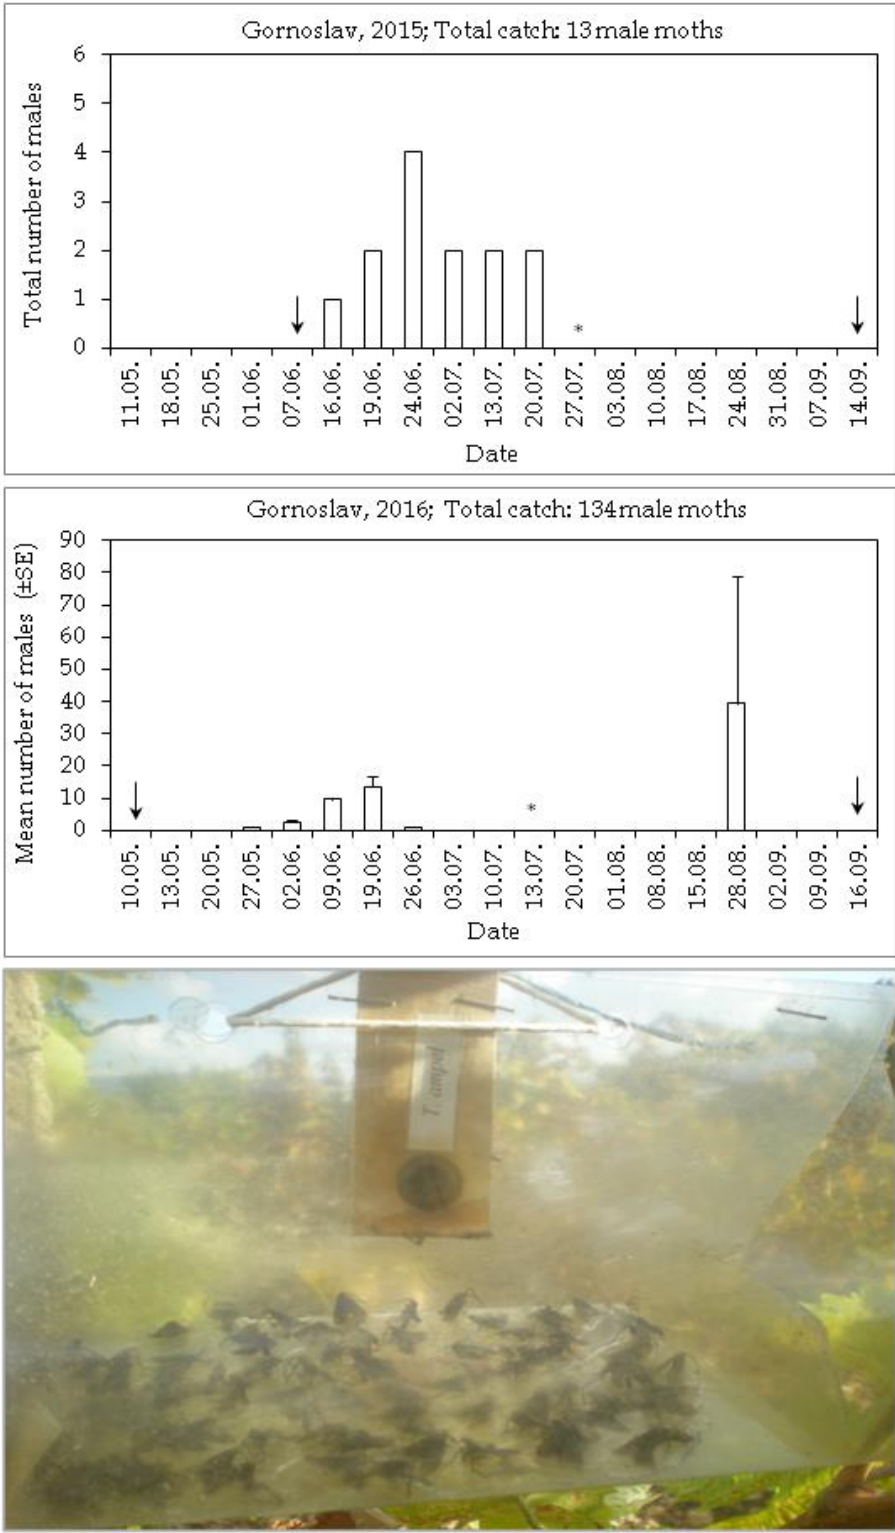 Gornoslav, 2015; Total catch: 13 male moths
Total number of males
6
5
4
3
2
1
0
*
11.05. 18.05. 25.05. 01.06. 07.06. 16.06. 19.06. 24.06. 02.07. 13.07. 20.07. 27.07. 03.08. 10.08. 17.08. 24.08. 31.08. 07.09. 14.09.
Date
Gornoslav, 2016; Total catch: 134 male moths
Mean number of males (±SE)
90
80
70
60
50
40
30
20
10
0
*
10.05. 13.05. 20.05. 27.05. 02.06. 09.06. 19.06. 26.06. 03.07. 10.07. 13.07. 20.07. 01.08. 08.08. 15.08. 28.08. 02.09. 09.09. 16.09.
Date
T. ampel